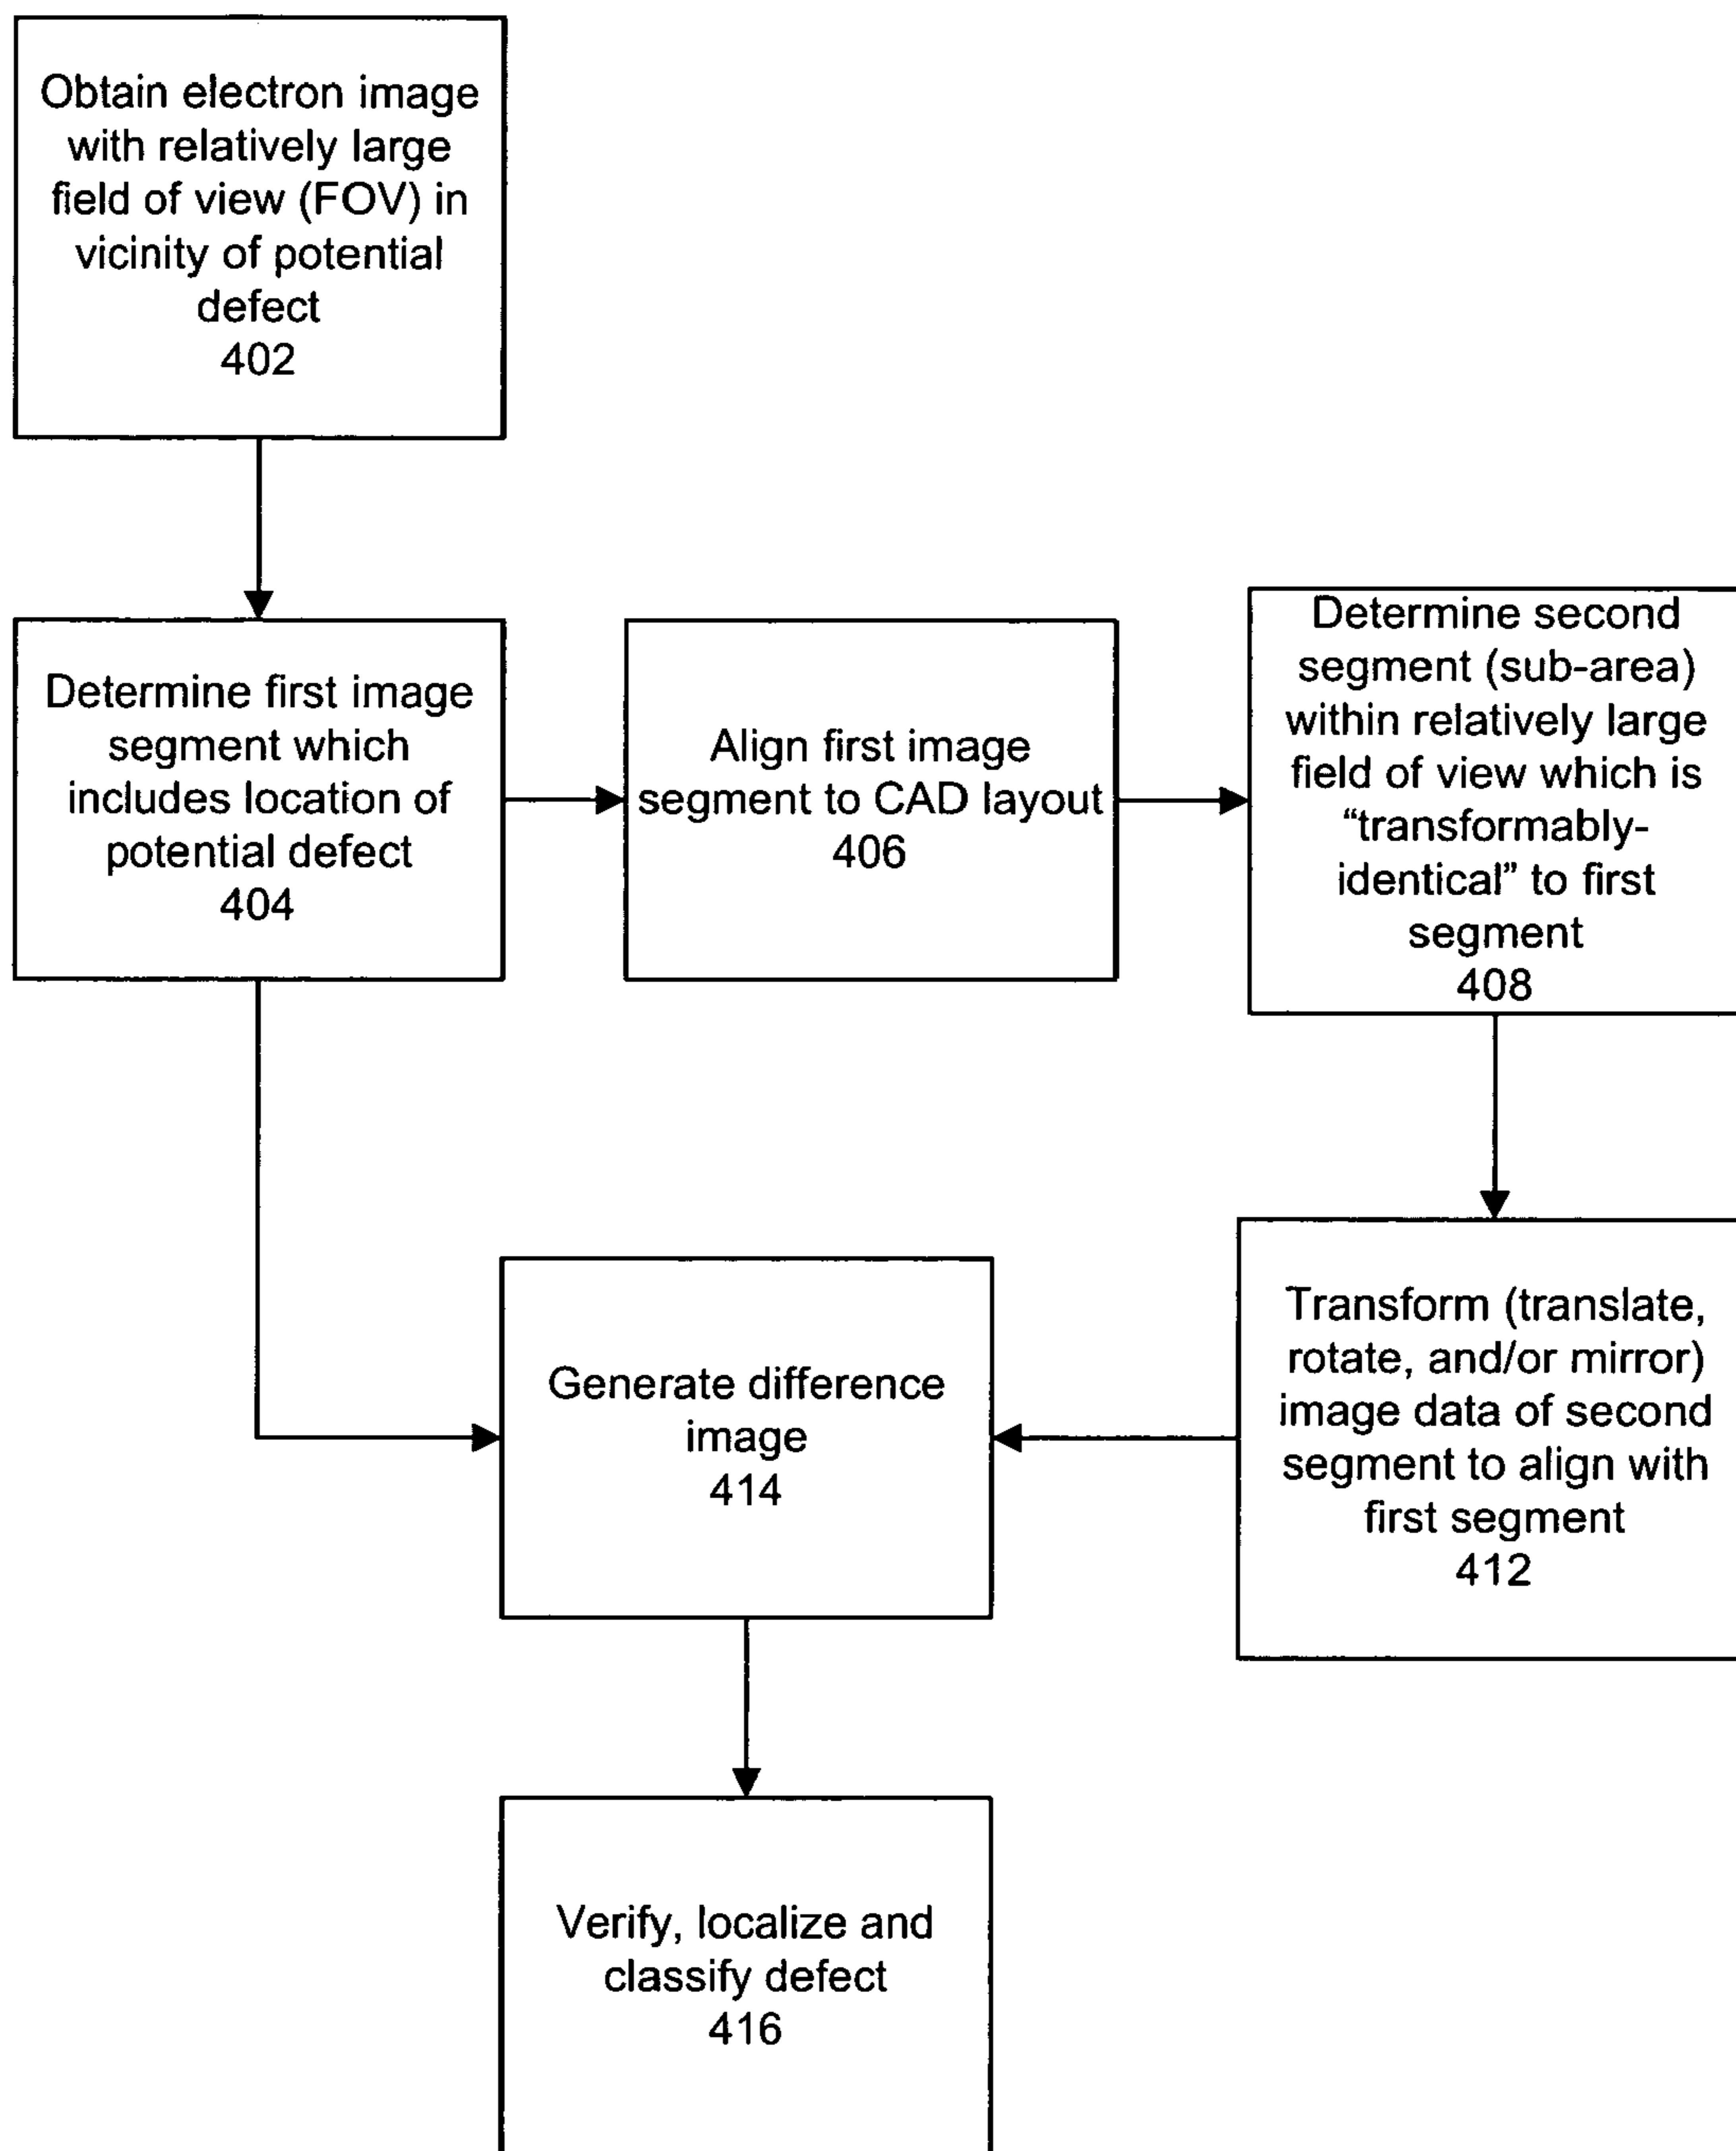 Obtain electron image
with relatively large
field of view (FOV) in
vicinity of potential
defect
402
Determine first image
segment which
includes location of
potential defect
404
Align first image
segment to CAD layout
406
Determine second
segment (sub-area)
within relatively large
field of view which is
“transformably-
identical” to first
segment
408
Transform (translate,
rotate, and/or mirror)
image data of second
segment to align with
first segment
412
Generate difference
image
414
Verify, localize and
classify defect
416